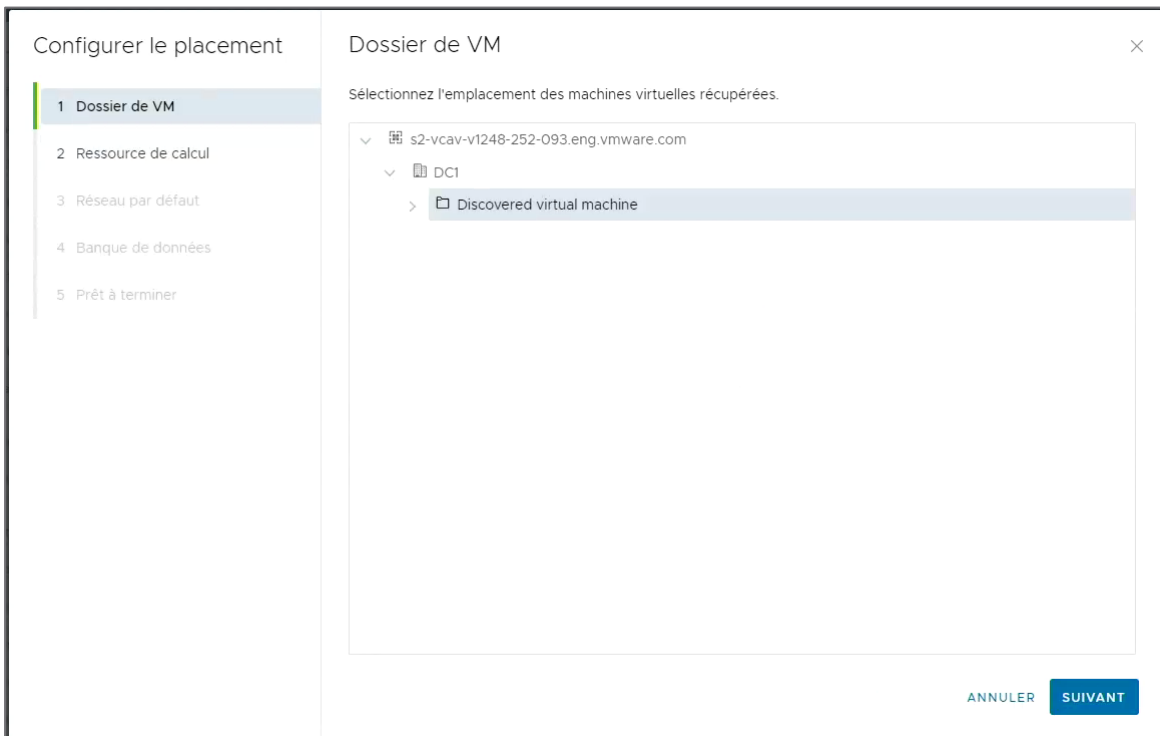 Configurer le placement
1 Dossier de VM
2 Ressource de calcul
3 Réseau par défaut
4 Banque de données
5 Prêt à terminer
Dossier de VM
Sélectionnez l'emplacement des machines virtuelles récupérées.
s2-vcav-v1248-252-093.eng.vmware.com
DC1
Discovered virtual machine
ANNULER
SUIVANT